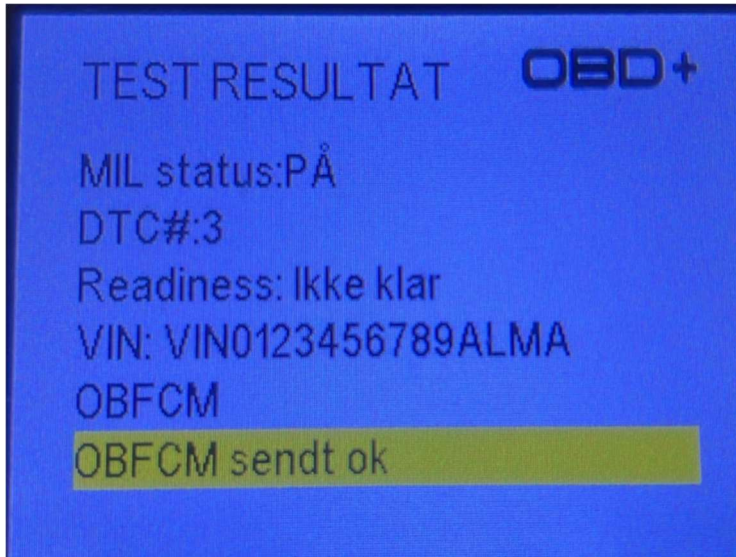 TEST RESULTAT OBD+
MIL status:PÅ
DTC#:3
Readiness: Ikke klar
VIN: VIN0123456789ALMA
OBFCM
OBFCM sendt ok